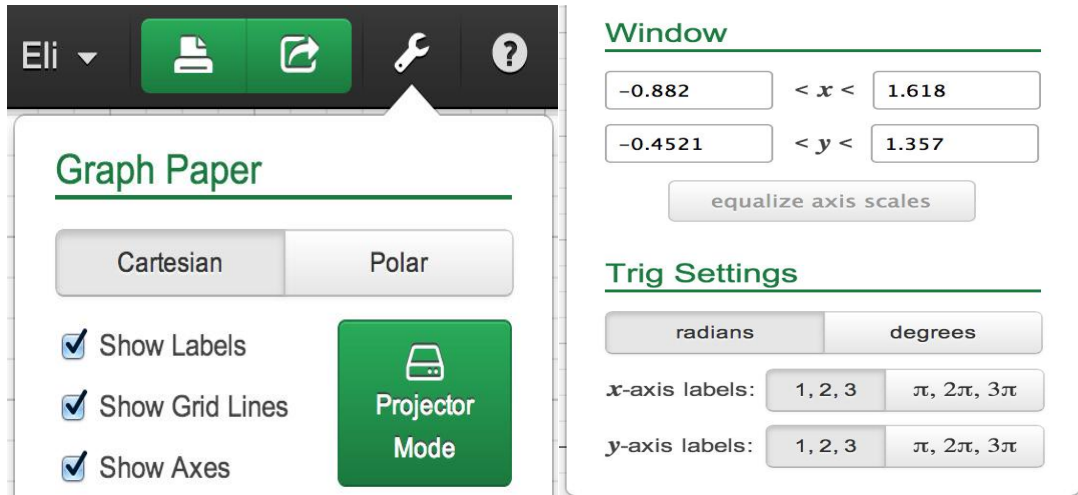 Eli
?
Graph Paper
Cartesian Polar
Show Labels
Show Grid Lines
Show Axes
Projector
Mode
Window
−0.882 < x < 1.618
−0.4521 < y < 1.357
equalize axis scales
Trig Settings
radians degrees
x-axis labels: 1, 2, 3 π, 2π, 3π
y-axis labels: 1, 2, 3 π, 2π, 3π